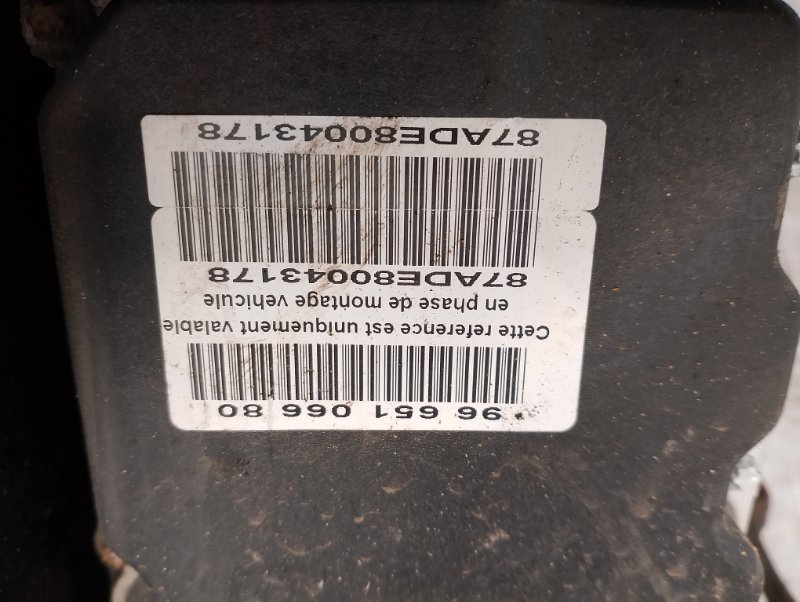 96 651 066 80
Cette reference est uniquement valable
en phase de montage vehicule
87ADE80043178
87ADE80043178